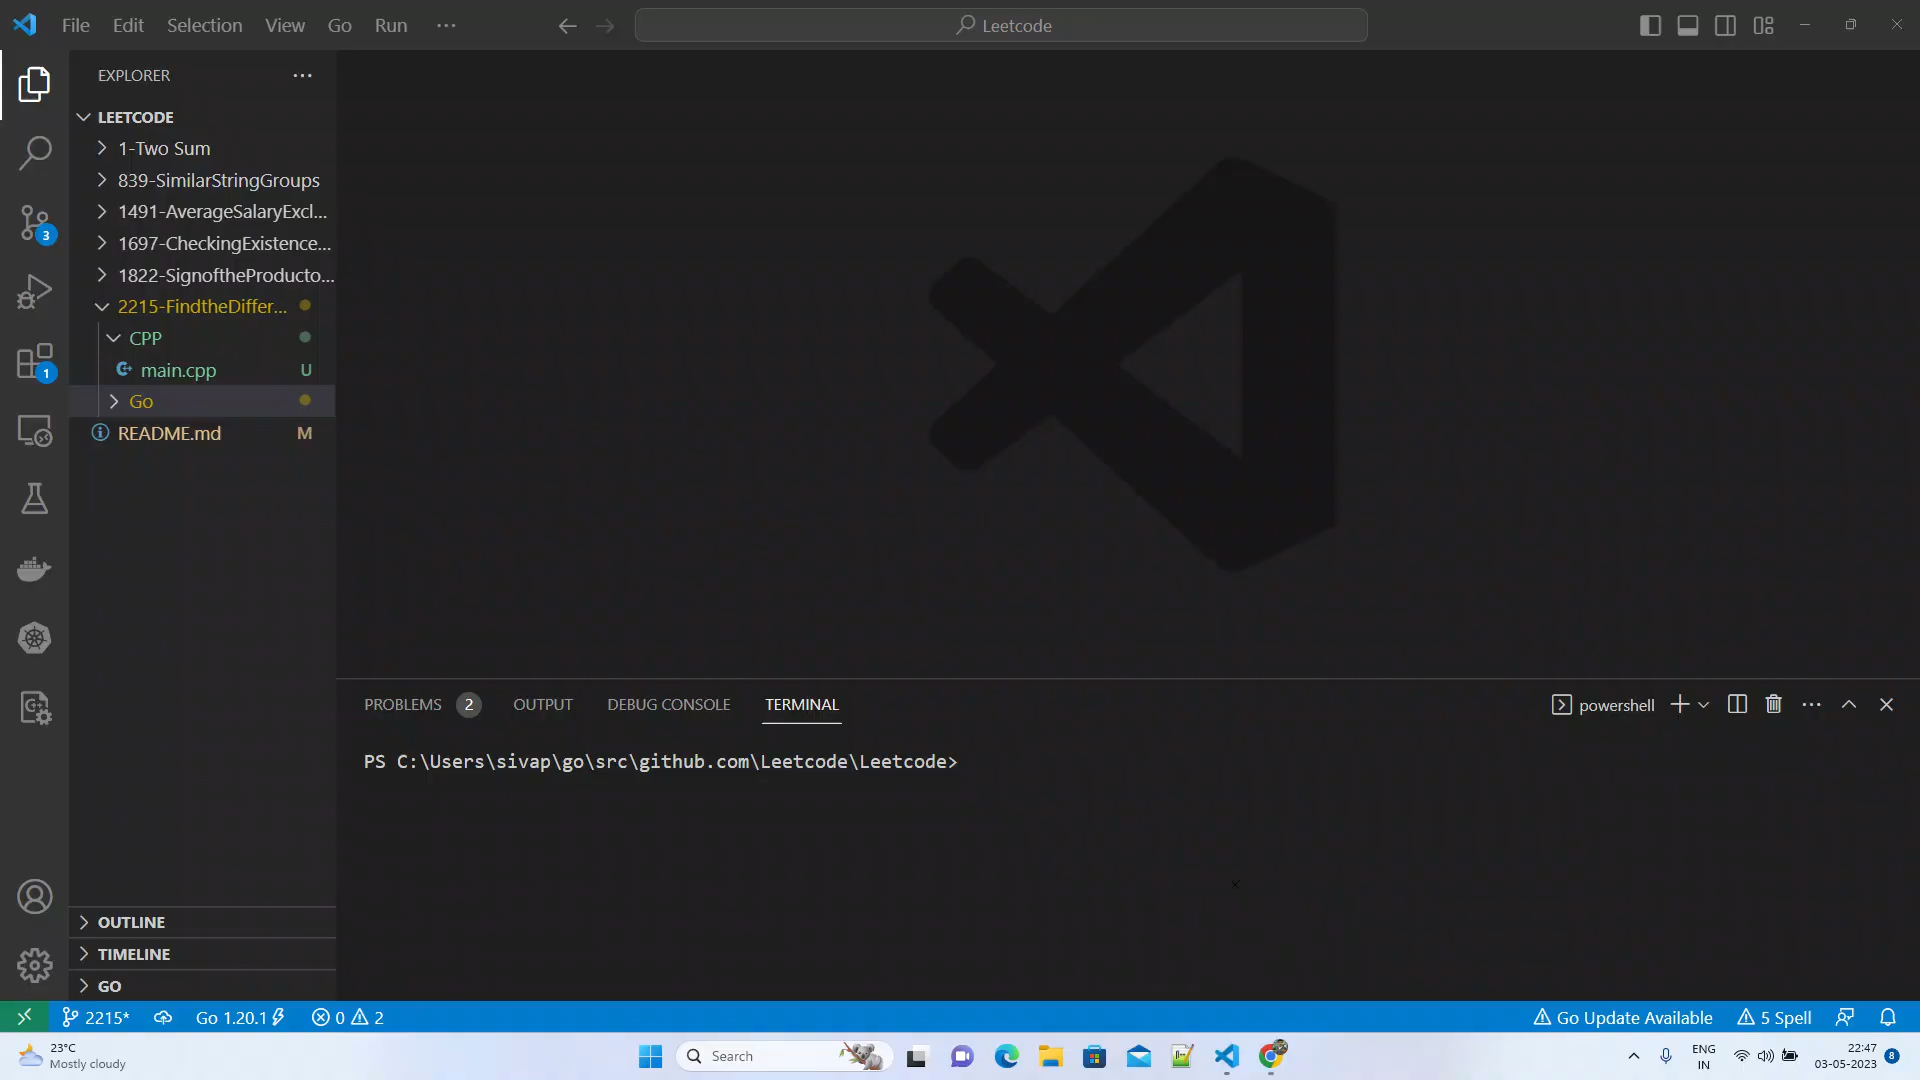 File Edit Selection View Go Run ···
Leetcode
EXPLORER
LEETCODE
1-Two Sum
839-SimilarStringGroups
1491-AverageSalaryExcl...
1697-CheckingExistence...
1822-SignoftheProducto...
2215-FindtheDiffer...
CPP
main.cpp U
Go
README.md M
3
1
PROBLEMS 2 OUTPUT DEBUG CONSOLE TERMINAL
powershell
PS C:\Users\sivap\go\src\github.com\Leetcode\Leetcode>
OUTLINE
TIMELINE
GO
2215* Go 1.20.1 0 2
Go Update Available 5 Spell
23°C
Mostly cloudy
Search
ENG
IN
22:47
03-05-2023
8